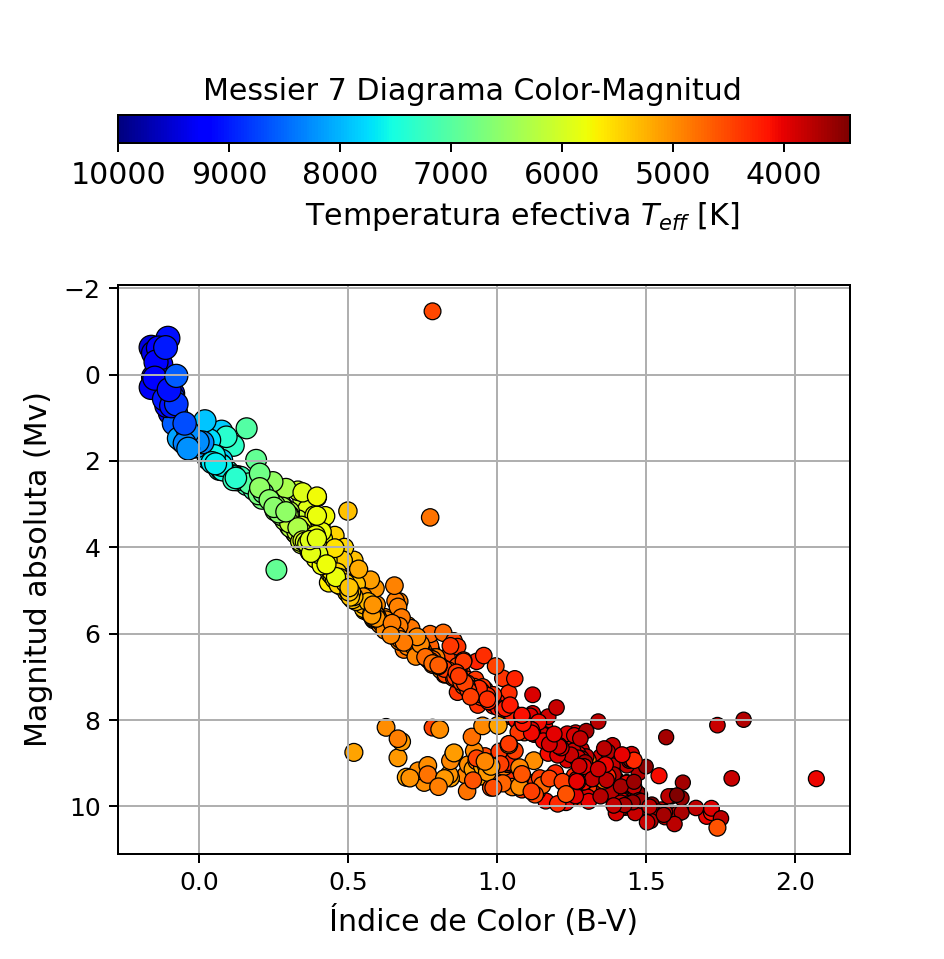 Messier 7 Diagrama Color-Magnitud
10000 9000 8000 7000 6000 5000 4000
Temperatura efectiva T_eff [K]
−2
0
2
4
6
8
10
Magnitud absoluta (Mv)
0.0 0.5 1.0 1.5 2.0
Índice de Color (B-V)